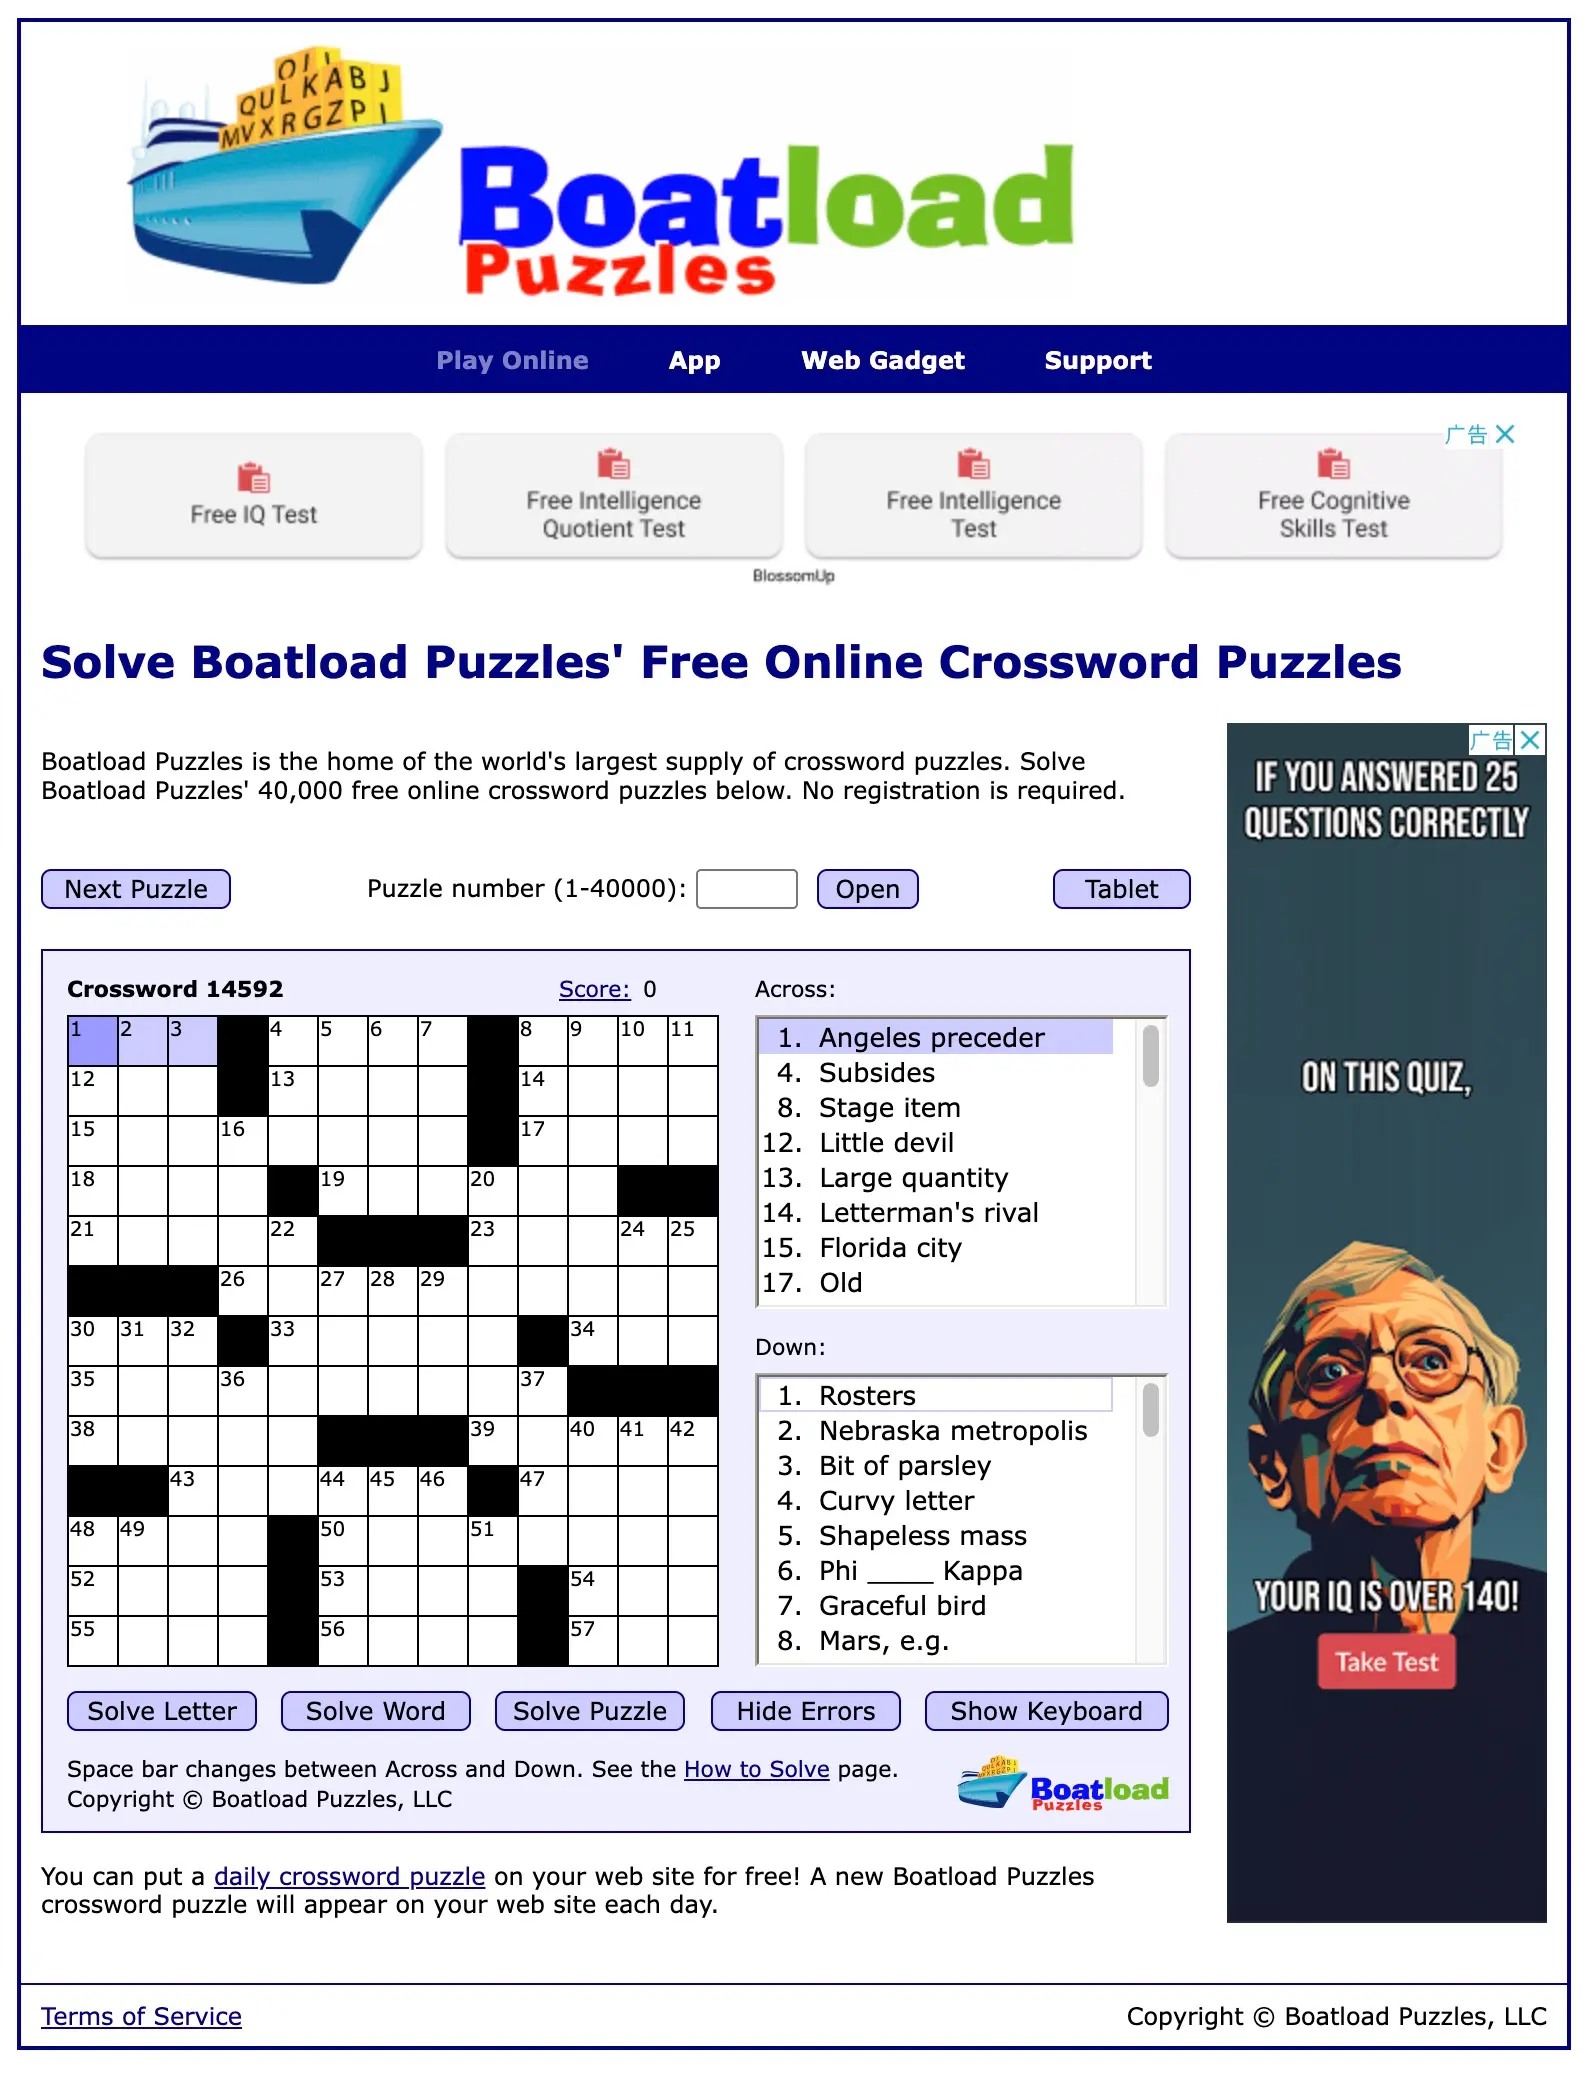 OI
QULKABJ
MVXRGZPI
Boatload
Puzzles
Play Online App Web Gadget Support
广告
Free IQ Test
Free Intelligence
Quotient Test
Free Intelligence
Test
Free Cognitive
Skills Test
BlossomUp
Solve Boatload Puzzles' Free Online Crossword Puzzles
Boatload Puzzles is the home of the world's largest supply of crossword puzzles. Solve
Boatload Puzzles' 40,000 free online crossword puzzles below. No registration is required.
Next Puzzle Puzzle number (1-40000): Open Tablet
Crossword 14592 Score: 0
1 2 3 4 5 6 7 8 9 10 11
12 13 14
15 16 17
18 19 20
21 22 23 24 25
26 27 28 29
30 31 32 33 34
35 36 37
38 39 40 41 42
43 44 45 46 47
48 49 50 51
52 53 54
55 56 57
Across:
1. Angeles preceder
4. Subsides
8. Stage item
12. Little devil
13. Large quantity
14. Letterman's rival
15. Florida city
17. Old
Down:
1. Rosters
2. Nebraska metropolis
3. Bit of parsley
4. Curvy letter
5. Shapeless mass
6. Phi _____ Kappa
7. Graceful bird
8. Mars, e.g.
Solve Letter Solve Word Solve Puzzle Hide Errors Show Keyboard
Space bar changes between Across and Down. See the How to Solve page.
Copyright © Boatload Puzzles, LLC
Boatload
Puzzles
You can put a daily crossword puzzle on your web site for free! A new Boatload Puzzles
crossword puzzle will appear on your web site each day.
广告
IF YOU ANSWERED 25
QUESTIONS CORRECTLY
ON THIS QUIZ,
YOUR IQ IS OVER 140!
Take Test
Terms of Service Copyright © Boatload Puzzles, LLC